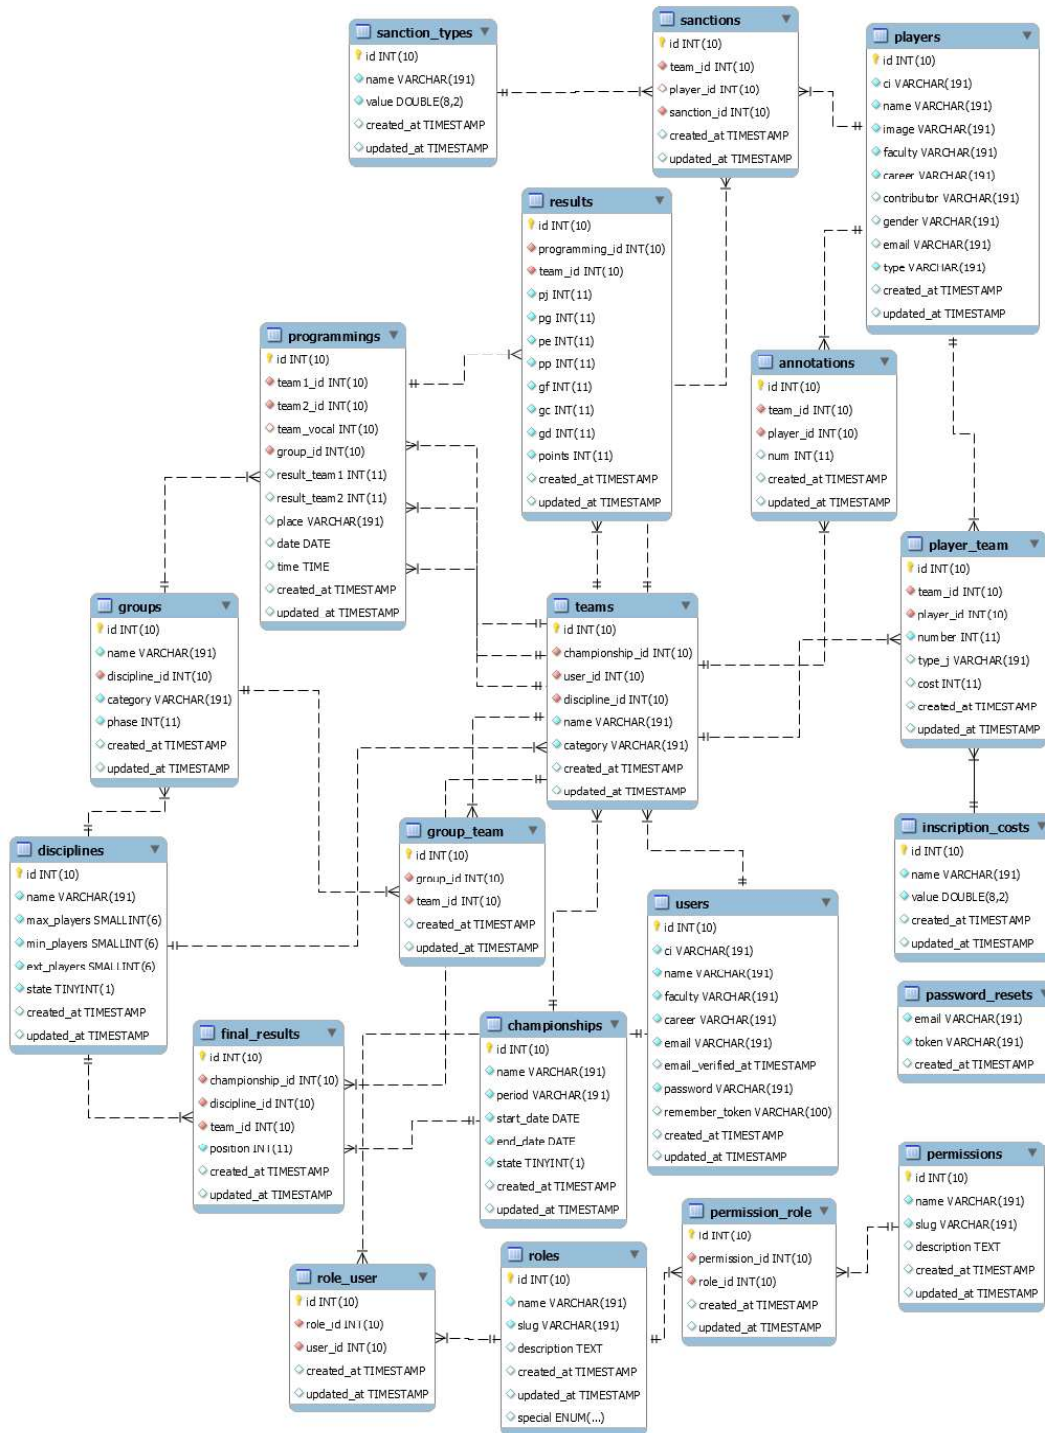 sanction_types
id INT(10)
name VARCHAR(191)
value DOUBLE(8,2)
created_at TIMESTAMP
updated_at TIMESTAMP
sanctions
id INT(10)
team_id INT(10)
player_id INT(10)
sanction_id INT(10)
created_at TIMESTAMP
updated_at TIMESTAMP
players
id INT(10)
ci VARCHAR(191)
name VARCHAR(191)
image VARCHAR(191)
faculty VARCHAR(191)
career VARCHAR(191)
contributor VARCHAR(191)
gender VARCHAR(191)
email VARCHAR(191)
type VARCHAR(191)
created_at TIMESTAMP
updated_at TIMESTAMP
results
id INT(10)
programming_id INT(10)
team_id INT(10)
pj INT(11)
pg INT(11)
pe INT(11)
pp INT(11)
gf INT(11)
gc INT(11)
gd INT(11)
points INT(11)
created_at TIMESTAMP
updated_at TIMESTAMP
programmings
id INT(10)
team1_id INT(10)
team2_id INT(10)
team_vocal INT(10)
group_id INT(10)
result_team1 INT(11)
result_team2 INT(11)
place VARCHAR(191)
date DATE
time TIME
created_at TIMESTAMP
updated_at TIMESTAMP
annotations
id INT(10)
team_id INT(10)
player_id INT(10)
num INT(11)
created_at TIMESTAMP
updated_at TIMESTAMP
player_team
id INT(10)
team_id INT(10)
player_id INT(10)
number INT(11)
type_j VARCHAR(191)
cost INT(11)
created_at TIMESTAMP
updated_at TIMESTAMP
groups
id INT(10)
name VARCHAR(191)
discipline_id INT(10)
category VARCHAR(191)
phase INT(11)
created_at TIMESTAMP
updated_at TIMESTAMP
teams
id INT(10)
championship_id INT(10)
user_id INT(10)
discipline_id INT(10)
name VARCHAR(191)
category VARCHAR(191)
created_at TIMESTAMP
updated_at TIMESTAMP
disciplines
id INT(10)
name VARCHAR(191)
max_players SMALLINT(6)
min_players SMALLINT(6)
ext_players SMALLINT(6)
state TINYINT(1)
created_at TIMESTAMP
updated_at TIMESTAMP
group_team
id INT(10)
group_id INT(10)
team_id INT(10)
created_at TIMESTAMP
updated_at TIMESTAMP
inscription_costs
id INT(10)
name VARCHAR(191)
value DOUBLE(8,2)
created_at TIMESTAMP
updated_at TIMESTAMP
users
id INT(10)
ci VARCHAR(191)
name VARCHAR(191)
faculty VARCHAR(191)
career VARCHAR(191)
email VARCHAR(191)
email_verified_at TIMESTAMP
password VARCHAR(191)
remember_token VARCHAR(100)
created_at TIMESTAMP
updated_at TIMESTAMP
password_resets
email VARCHAR(191)
token VARCHAR(191)
created_at TIMESTAMP
final_results
id INT(10)
championship_id INT(10)
discipline_id INT(10)
team_id INT(10)
position INT(11)
created_at TIMESTAMP
updated_at TIMESTAMP
championships
id INT(10)
name VARCHAR(191)
period VARCHAR(191)
start_date DATE
end_date DATE
state TINYINT(1)
created_at TIMESTAMP
updated_at TIMESTAMP
permissions
id INT(10)
name VARCHAR(191)
slug VARCHAR(191)
description TEXT
created_at TIMESTAMP
updated_at TIMESTAMP
permission_role
id INT(10)
permission_id INT(10)
role_id INT(10)
created_at TIMESTAMP
updated_at TIMESTAMP
role_user
id INT(10)
role_id INT(10)
user_id INT(10)
created_at TIMESTAMP
updated_at TIMESTAMP
roles
id INT(10)
name VARCHAR(191)
slug VARCHAR(191)
description TEXT
created_at TIMESTAMP
updated_at TIMESTAMP
special ENUM(...)